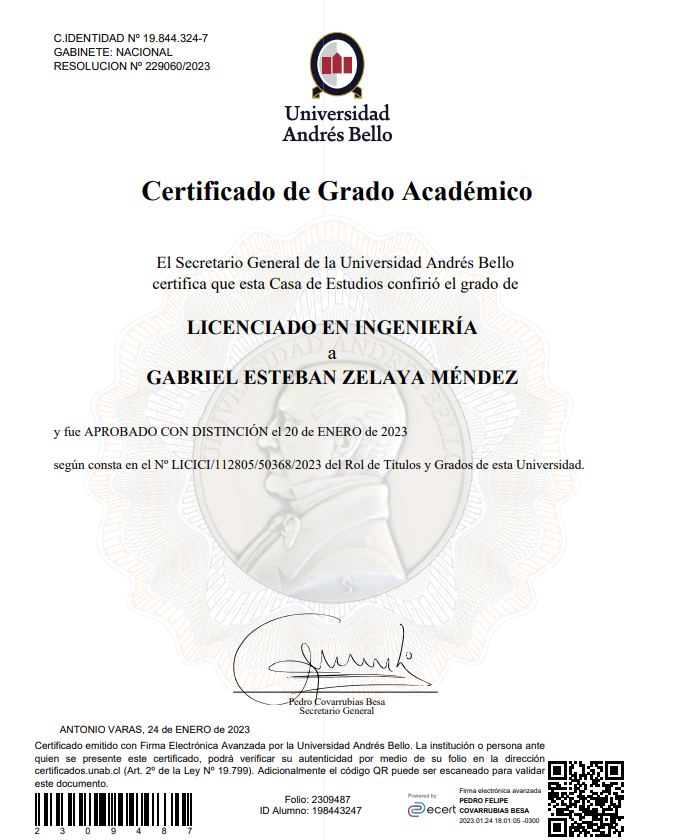 C.IDENTIDAD Nº 19.844.324-7
GABINETE: NACIONAL
RESOLUCION Nº 229060/2023
Universidad
Andrés Bello
Certificado de Grado Académico
El Secretario General de la Universidad Andrés Bello
certifica que esta Casa de Estudios confirió el grado de
LICENCIADO EN INGENIERÍA
a
GABRIEL ESTEBAN ZELAYA MÉNDEZ
y fue APROBADO CON DISTINCIÓN el 20 de ENERO de 2023
según consta en el Nº LICICI/112805/50368/2023 del Rol de Títulos y Grados de esta Universidad.
UNIVERSIDAD ANDRÉS BELLO
Pedro Covarrubias Besa
Secretario General
ANTONIO VARAS, 24 de ENERO de 2023
Certificado emitido con Firma Electrónica Avanzada por la Universidad Andrés Bello. La institución o persona ante
quien se presente este certificado, podrá verificar su autenticidad por medio de su folio en la dirección
certificados.unab.cl (Art. 2º de la Ley Nº 19.799). Adicionalmente el código QR puede ser escaneado para validar
este documento.
2 3 0 9 4 8 7
Folio: 2309487
ID Alumno: 198443247
Powered by
ecert
Firma electrónica avanzada
PEDRO FELIPE
COVARRUBIAS BESA
2023.01.24 18:01:05 -0300